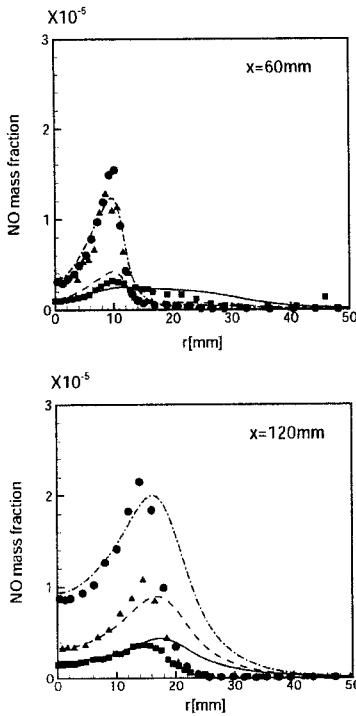 X10⁻⁵
3
x=60mm
2
NO mass fraction
1
0
0 10 20 30 40 50
r[mm]
X10⁻⁵
3
x=120mm
2
NO mass fraction
1
0
0 10 20 30 40 50
r[mm]